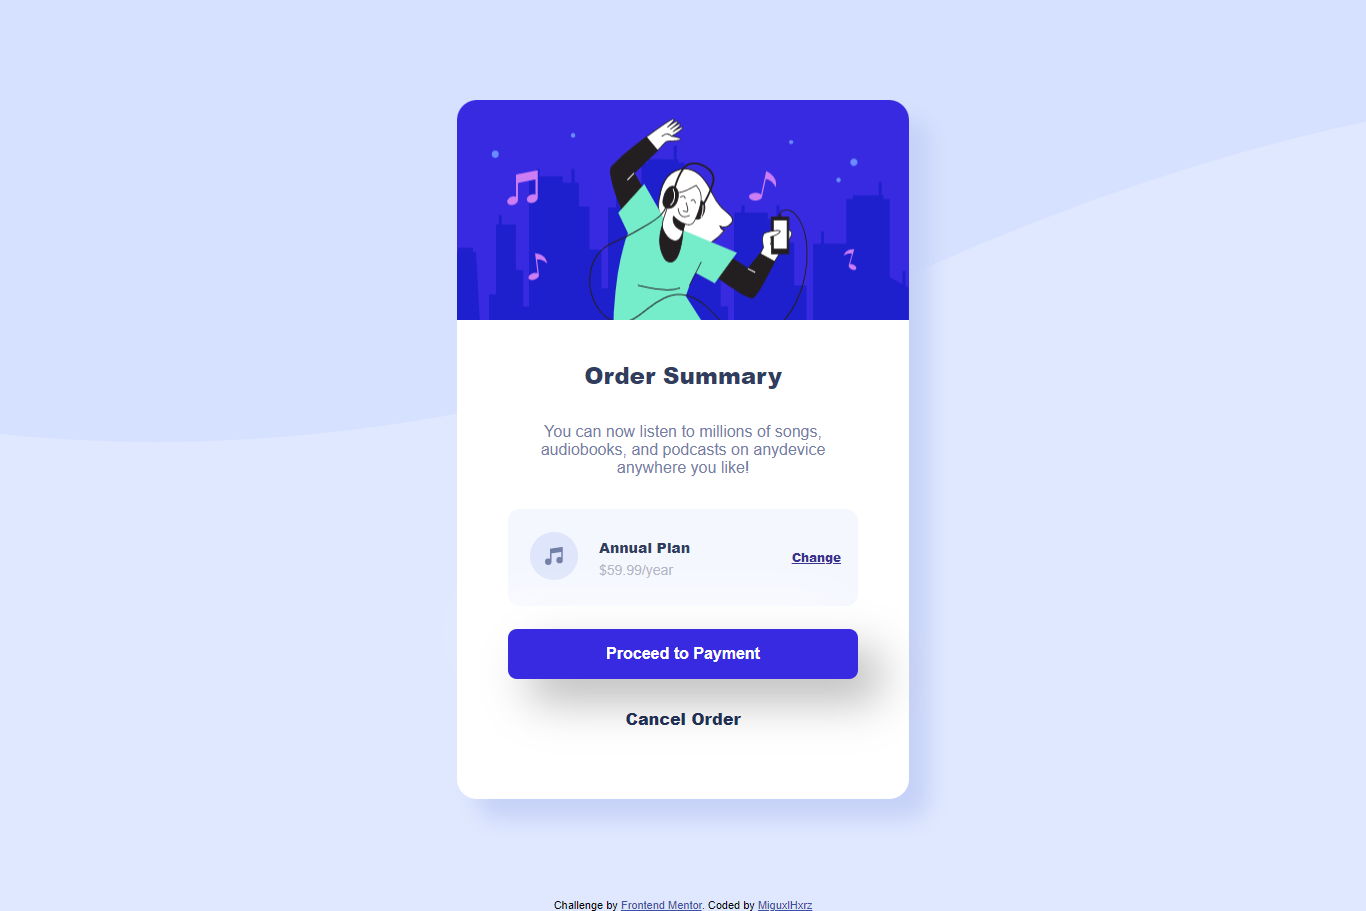 Order Summary
You can now listen to millions of songs,
audiobooks, and podcasts on anydevice
anywhere you like!
Annual Plan
$59.99/year
Change
Proceed to Payment
Cancel Order
Challenge by Frontend Mentor. Coded by MiguxlHxrz